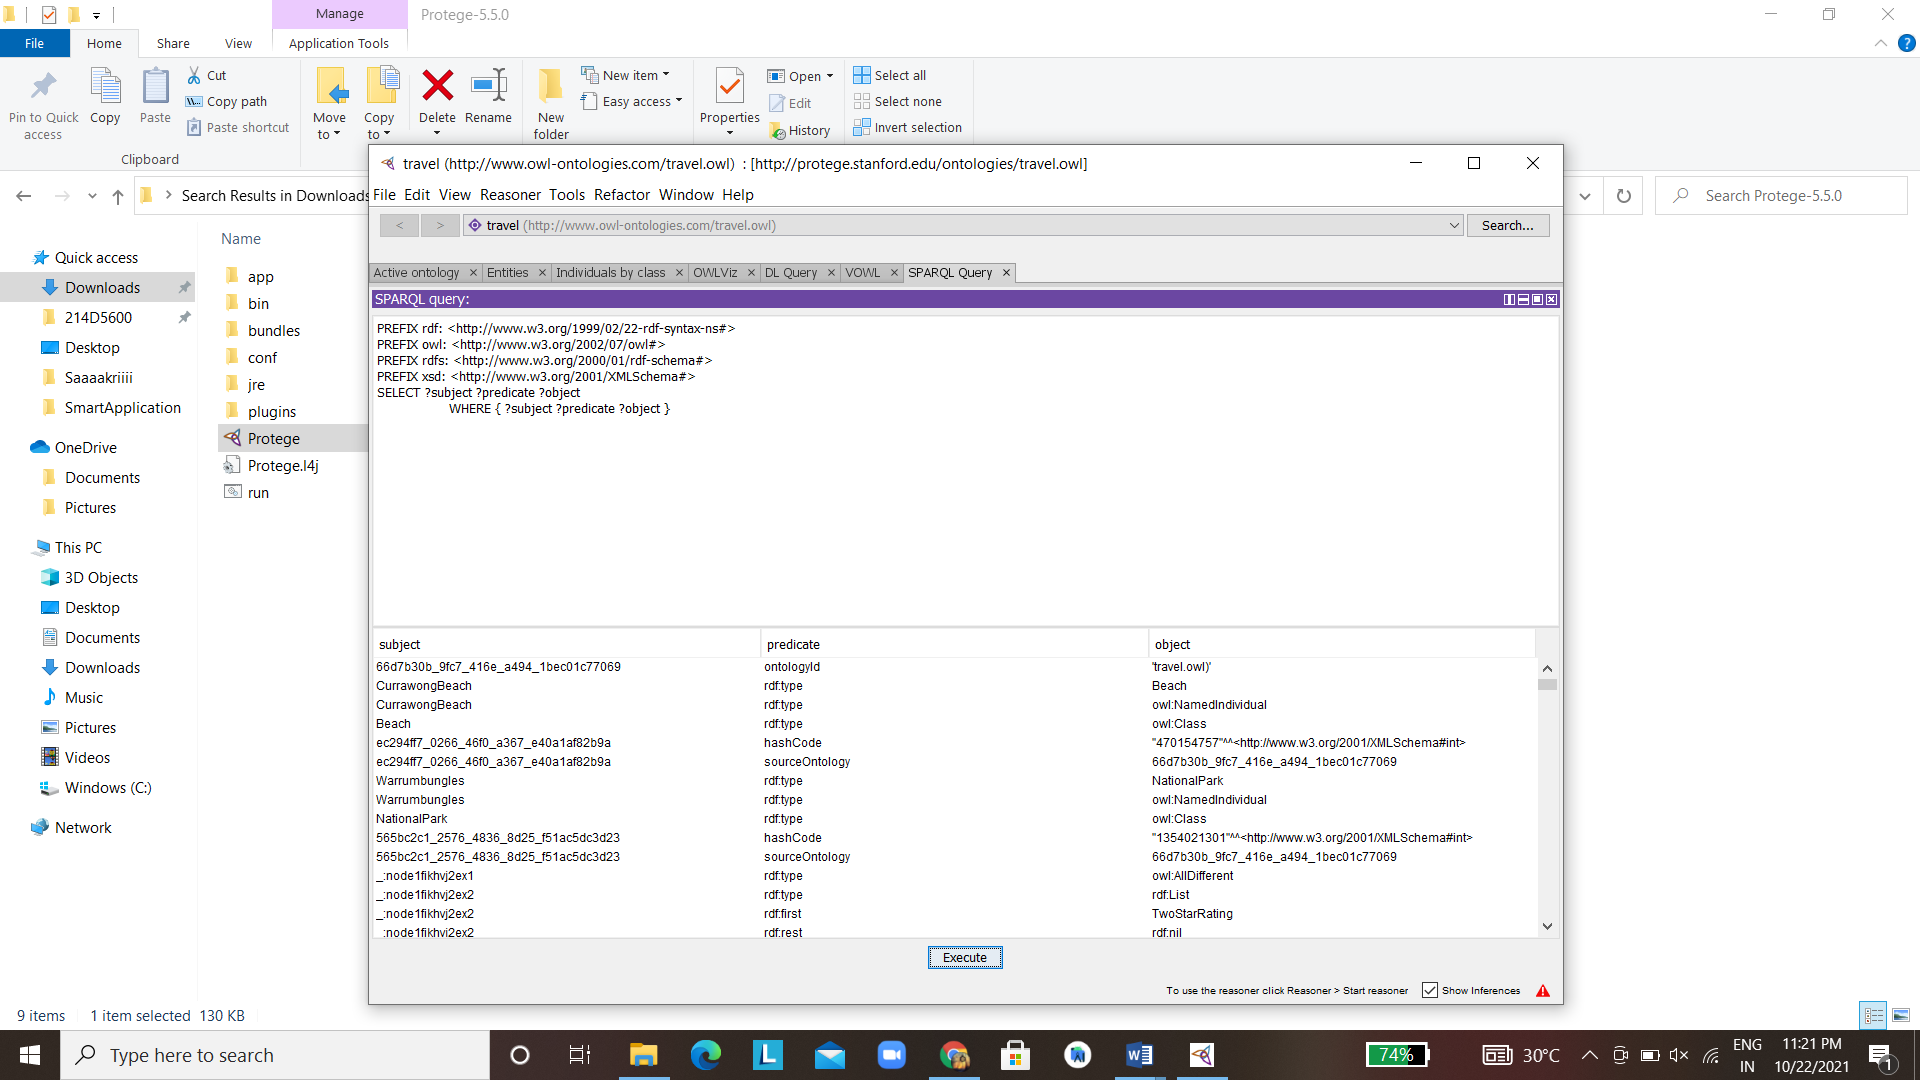 Manage
Protege-5.5.0
File
Home
Share
View
Application Tools
Pin to Quick access
Copy
Paste
Cut
Copy path
Paste shortcut
Clipboard
Move to
Copy to
Delete
Rename
New folder
New item
Easy access
Properties
Open
Edit
History
Select all
Select none
Invert selection
Search Results in Downloads
Search Protege-5.5.0
Name
Quick access
Downloads
214D5600
Desktop
Saaaakriiii
SmartApplication
OneDrive
Documents
Pictures
This PC
3D Objects
Desktop
Documents
Downloads
Music
Pictures
Videos
Windows (C:)
Network
app
bin
bundles
conf
jre
plugins
Protege
Protege.l4j
run
travel (http://www.owl-ontologies.com/travel.owl) : [http://protege.stanford.edu/ontologies/travel.owl]
File Edit View Reasoner Tools Refactor Window Help
< > travel (http://www.owl-ontologies.com/travel.owl) Search...
Active ontology × Entities × Individuals by class × OWLViz × DL Query × VOWL × SPARQL Query ×
SPARQL query:
PREFIX rdf: <http://www.w3.org/1999/02/22-rdf-syntax-ns#>
PREFIX owl: <http://www.w3.org/2002/07/owl#>
PREFIX rdfs: <http://www.w3.org/2000/01/rdf-schema#>
PREFIX xsd: <http://www.w3.org/2001/XMLSchema#>
SELECT ?subject ?predicate ?object
WHERE { ?subject ?predicate ?object }
subject predicate object
66d7b30b_9fc7_416e_a494_1bec01c77069 ontologyId 'travel.owl)'
CurrawongBeach rdf:type Beach
CurrawongBeach rdf:type owl:NamedIndividual
Beach rdf:type owl:Class
ec294ff7_0266_46f0_a367_e40a1af82b9a hashCode "470154757"^^<http://www.w3.org/2001/XMLSchema#int>
ec294ff7_0266_46f0_a367_e40a1af82b9a sourceOntology 66d7b30b_9fc7_416e_a494_1bec01c77069
Warrumbungles rdf:type NationalPark
Warrumbungles rdf:type owl:NamedIndividual
NationalPark rdf:type owl:Class
565bc2c1_2576_4836_8d25_f51ac5dc3d23 hashCode "1354021301"^^<http://www.w3.org/2001/XMLSchema#int>
565bc2c1_2576_4836_8d25_f51ac5dc3d23 sourceOntology 66d7b30b_9fc7_416e_a494_1bec01c77069
_:node1fikhvj2ex1 rdf:type owl:AllDifferent
_:node1fikhvj2ex2 rdf:type rdf:List
_:node1fikhvj2ex2 rdf:first TwoStarRating
_:node1fikhvj2ex2 rdf:rest rdf:nil
Execute
To use the reasoner click Reasoner > Start reasoner Show Inferences
9 items 1 item selected 130 KB
Type here to search
74%
30°C
ENG
IN
11:21 PM
10/22/2021
1